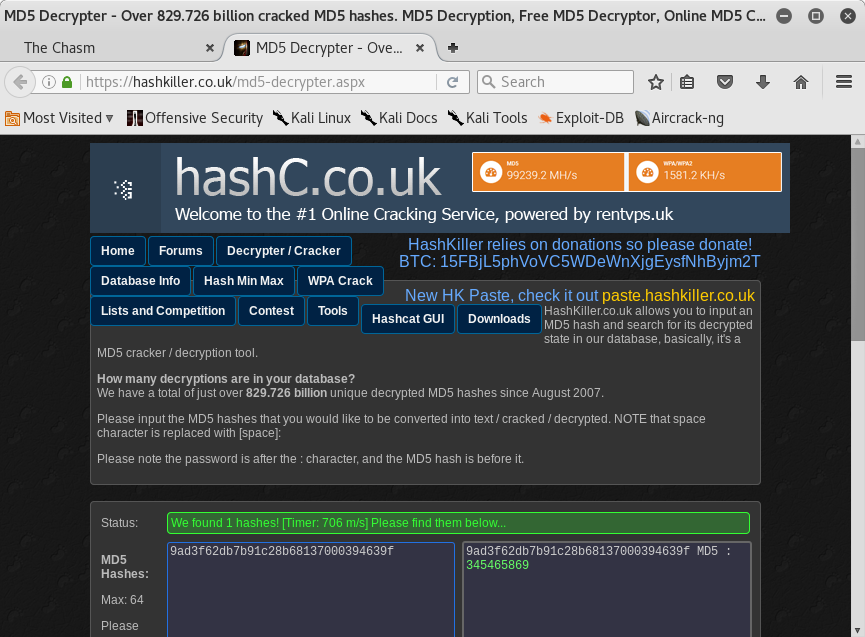 MD5 Decrypter - Over 829.726 billion cracked MD5 hashes. MD5 Decryption, Free MD5 Decryptor, Online MD5 C...
The Chasm
MD5 Decrypter - Ove...
https://hashkiller.co.uk/md5-decrypter.aspx
Search
Most Visited
Offensive Security
Kali Linux
Kali Docs
Kali Tools
Exploit-DB
Aircrack-ng
hashC.co.uk
MD5
99239.2 MH/s
WPA/WPA2
1581.2 KH/s
Welcome to the #1 Online Cracking Service, powered by rentvps.uk
Home
Forums
Decrypter / Cracker
HashKiller relies on donations so please donate!
BTC: 15FBjL5phVoVC5WDeWnXjgEysfNhByjm2T
Database Info
Hash Min Max
WPA Crack
New HK Paste, check it out paste.hashkiller.co.uk
Lists and Competition
Contest
Tools
Hashcat GUI
Downloads
HashKiller.co.uk allows you to input an
MD5 hash and search for its decrypted
state in our database, basically, it's a
MD5 cracker / decryption tool.
How many decryptions are in your database?
We have a total of just over 829.726 billion unique decrypted MD5 hashes since August 2007.
Please input the MD5 hashes that you would like to be converted into text / cracked / decrypted. NOTE that space
character is replaced with [space]:
Please note the password is after the : character, and the MD5 hash is before it.
Status:
We found 1 hashes! [Timer: 706 m/s] Please find them below...
MD5
Hashes:
Max: 64
Please
9ad3f62db7b91c28b68137000394639f
9ad3f62db7b91c28b68137000394639f MD5 :
345465869